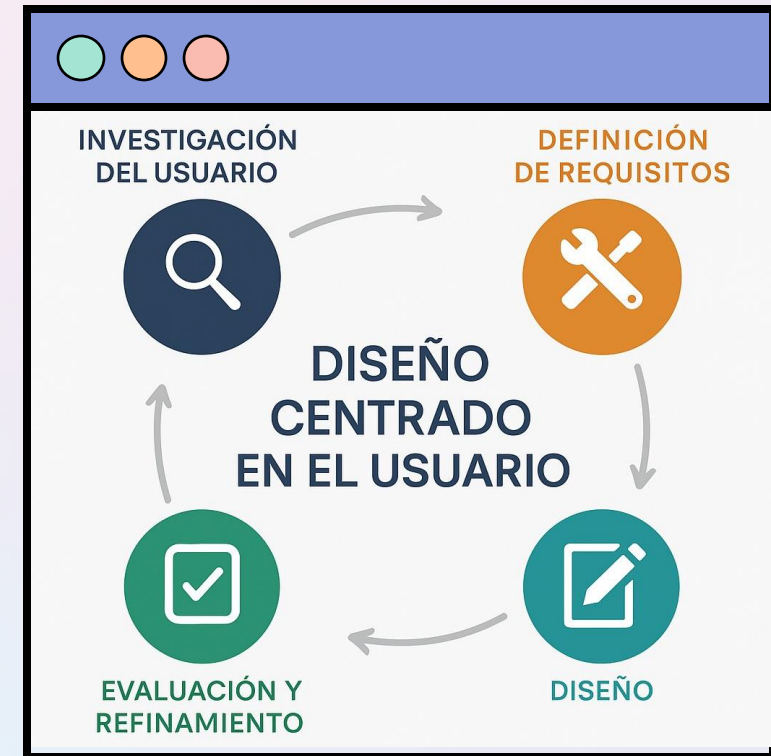 INVESTIGACIÓN
DEL USUARIO
DEFINICIÓN
DE REQUISITOS
DISEÑO
CENTRADO
EN EL USUARIO
EVALUACIÓN Y
REFINAMIENTO
DISEÑO